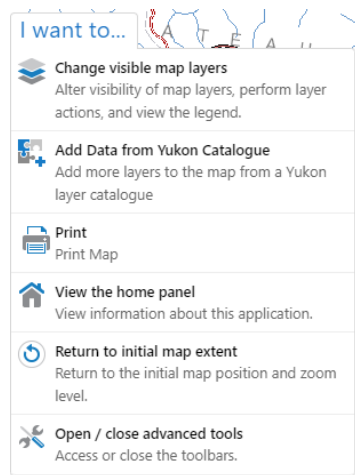 I want to...
A T E A U
Change visible map layers
Alter visibility of map layers, perform layer
actions, and view the legend.
Add Data from Yukon Catalogue
Add more layers to the map from a Yukon
layer catalogue
Print
Print Map
View the home panel
View information about this application.
Return to initial map extent
Return to the initial map position and zoom
level.
Open / close advanced tools
Access or close the toolbars.